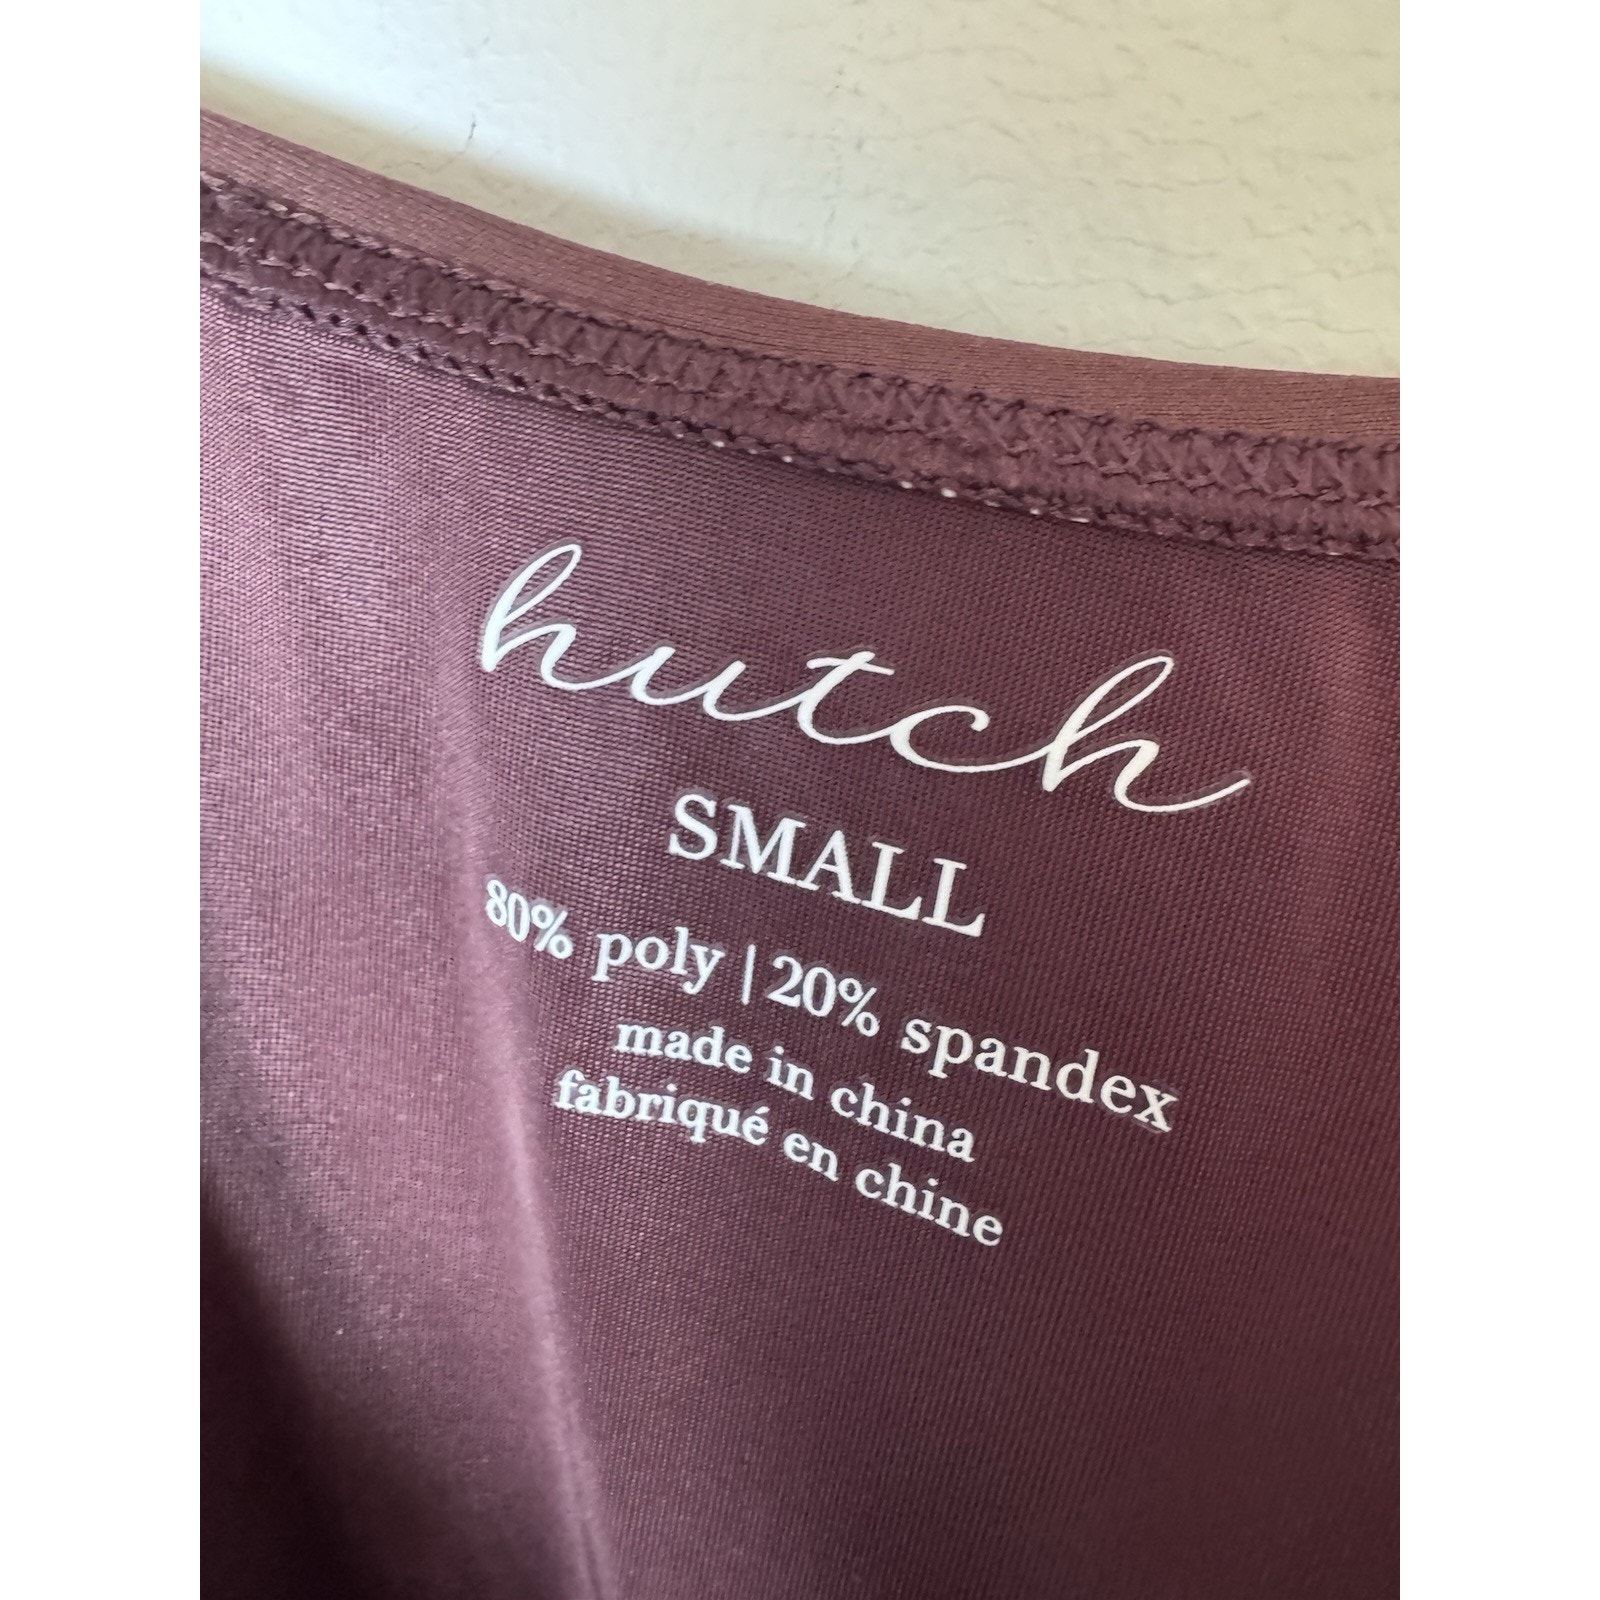 hutch
SMALL
80% poly | 20% spandex
made in china
fabriqué en chine